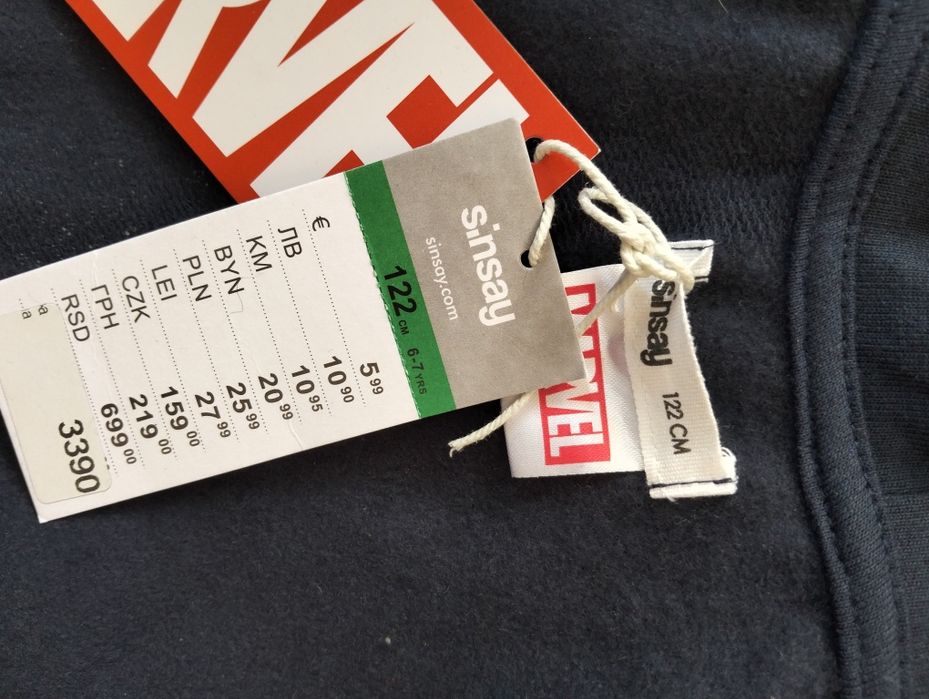 MARVEL
sinsay
sinsay.com
122 CM 6-7 YRS
€ 5 99
ЛВ 10 90
KM 10 95
BYN 20 99
PLN 25 99
LEI 27 99
CZK 159 00
ГРН 219 00
RSD 699 00
3390
MARVEL
sinsay
122 CM